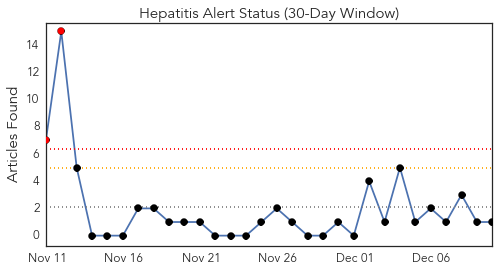 Hepatitis Alert Status (30-Day Window)
Articles Found
14
12
10
8
6
4
2
0
Nov 11
Nov 16
Nov 21
Nov 26
Dec 01
Dec 06